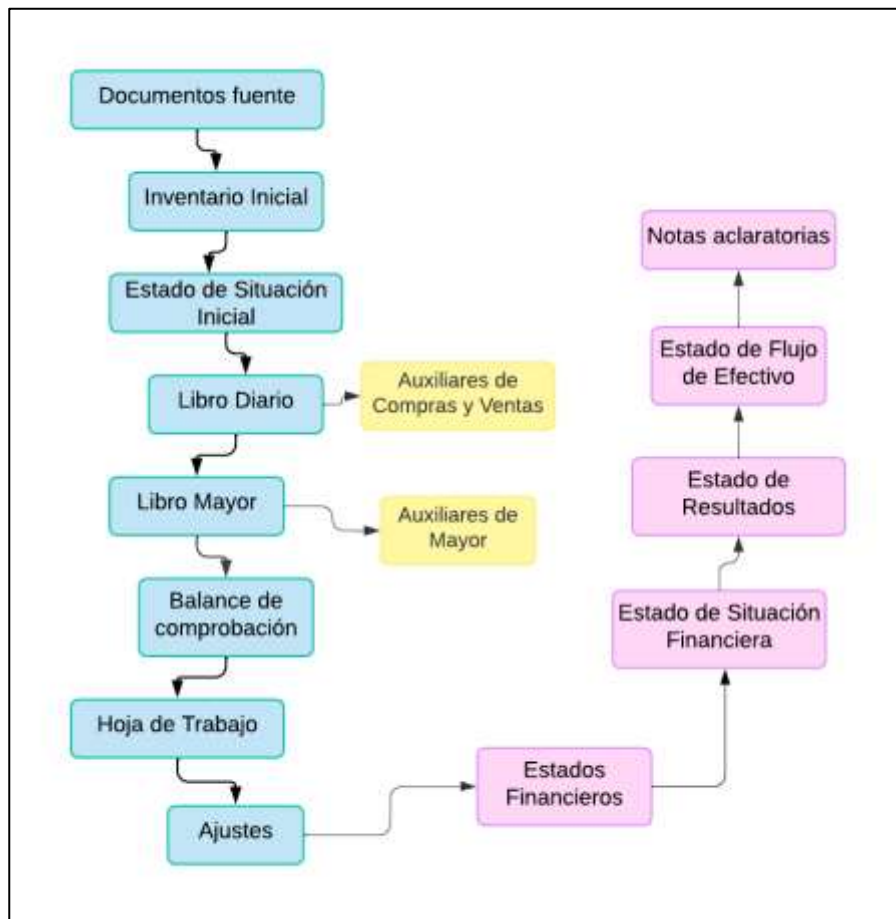 Documentos fuente
Inventario Inicial
Estado de Situación
Inicial
Libro Diario
Auxiliares de
Compras y Ventas
Libro Mayor
Auxiliares de
Mayor
Balance de
comprobación
Hoja de Trabajo
Ajustes
Estados
Financieros
Estado de Situación
Financiera
Estado de
Resultados
Estado de Flujo
de Efectivo
Notas aclaratorias